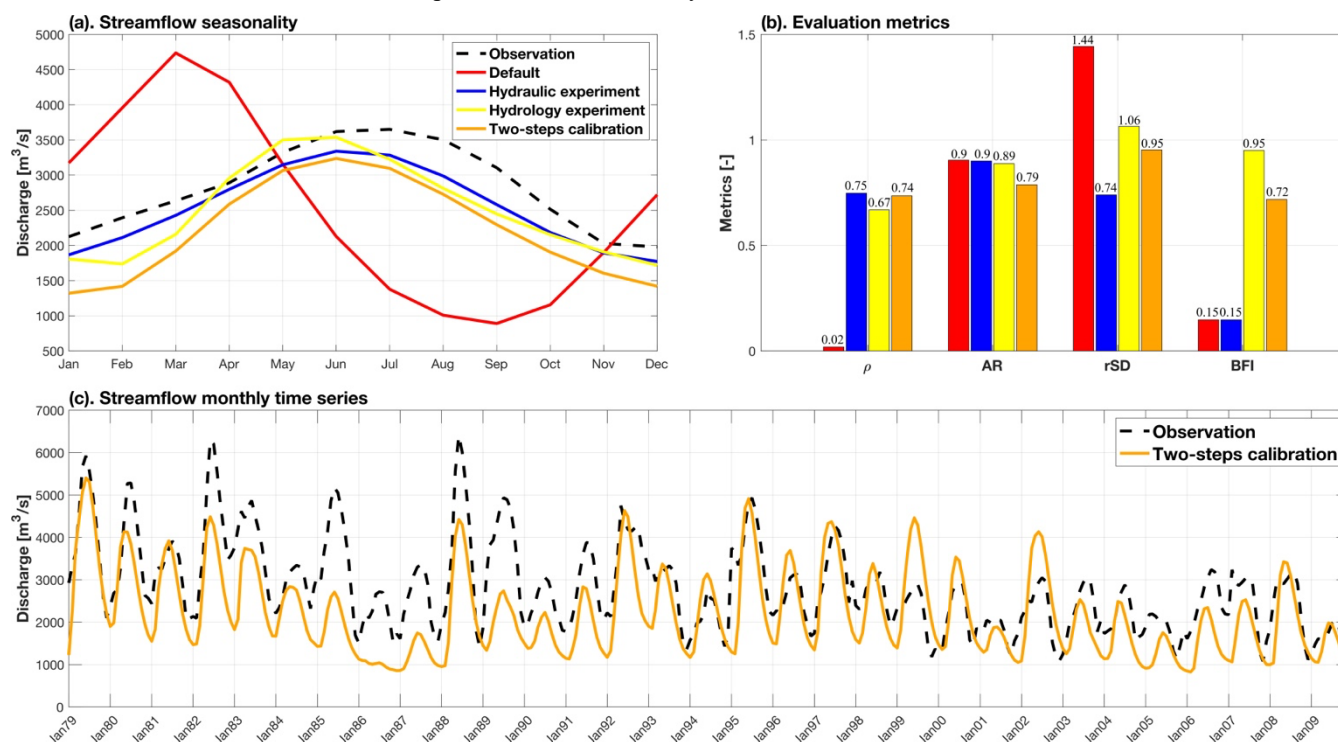 (a). Streamflow seasonality
5000
4500
4000
3500
3000
2500
2000
1500
1000
500
Discharge [m³/s]
Jan Feb Mar Apr May Jun Jul Aug Sep Oct Nov Dec
Observation
Default
Hydraulic experiment
Hydrology experiment
Two-steps calibration
(b). Evaluation metrics
1.5
1
0.5
0
Metrics [-]
0.02 0.75 0.67 0.74
0.9 0.9 0.89 0.79
1.44 0.74 1.06 0.95
0.15 0.15 0.95 0.72
ρ AR rSD BFI
(c). Streamflow monthly time series
7000
6000
5000
4000
3000
2000
1000
0
Discharge [m³/s]
Observation
Two-steps calibration
Jan79 Jan80 Jan81 Jan82 Jan83 Jan84 Jan85 Jan86 Jan87 Jan88 Jan89 Jan90 Jan91 Jan92 Jan93 Jan94 Jan95 Jan96 Jan97 Jan98 Jan99 Jan00 Jan01 Jan02 Jan03 Jan04 Jan05 Jan06 Jan07 Jan08 Jan09